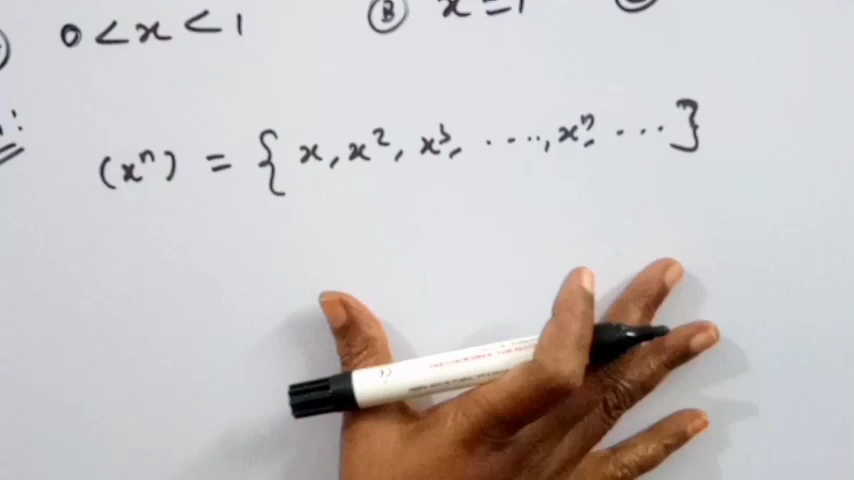 0 < x < 1 Ⓑ x = 1
(xⁿ) = { x, x², x³, ....., xⁿ, ... }